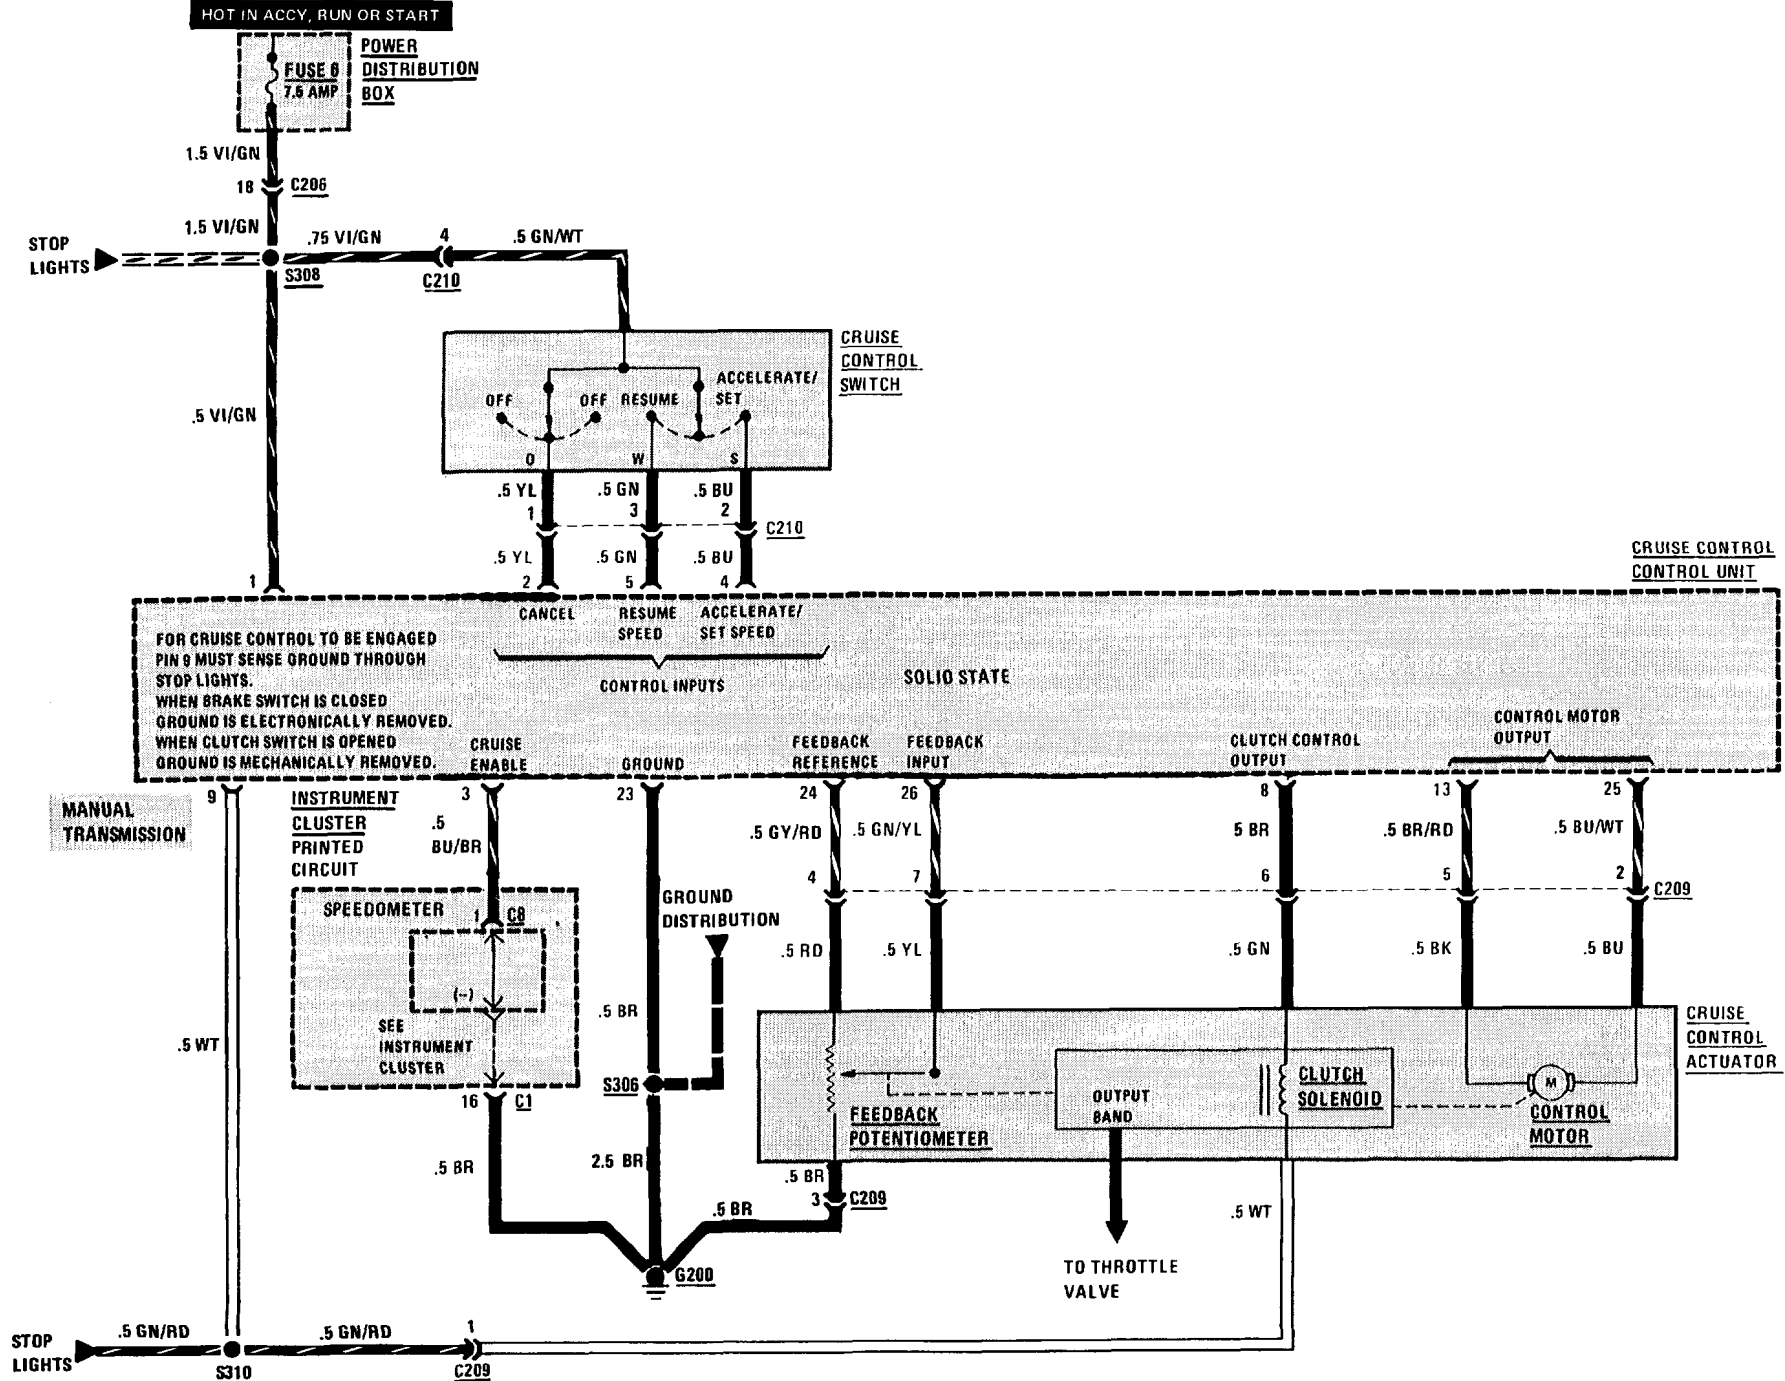 HOT IN ACCY, RUN OR START
POWER
DISTRIBUTION
BOX
FUSE 6
7.5 AMP
1.5 VI/GN
18
C206
1.5 VI/GN
STOP
LIGHTS
.75 VI/GN
4
.5 GN/WT
S308
C210
CRUISE
CONTROL
SWITCH
ACCELERATE/
SET
OFF
OFF
RESUME
.5 VI/GN
O
W
S
.5 YL
.5 GN
.5 BU
1
3
2
C210
.5 YL
.5 GN
.5 BU
1
2
5
4
CRUISE CONTROL
CONTROL UNIT
CANCEL
RESUME
SPEED
ACCELERATE/
SET SPEED
CONTROL INPUTS
SOLID STATE
FOR CRUISE CONTROL TO BE ENGAGED
PIN 9 MUST SENSE GROUND THROUGH
STOP LIGHTS.
WHEN BRAKE SWITCH IS CLOSED
GROUND IS ELECTRONICALLY REMOVED.
WHEN CLUTCH SWITCH IS OPENED
GROUND IS MECHANICALLY REMOVED.
CRUISE
ENABLE
GROUND
FEEDBACK
REFERENCE
FEEDBACK
INPUT
CLUTCH CONTROL
OUTPUT
CONTROL MOTOR
OUTPUT
9
3
23
24
26
8
13
25
MANUAL
TRANSMISSION
INSTRUMENT
CLUSTER
PRINTED
CIRCUIT
.5
BU/BR
.5 GY/RD
.5 GN/YL
5 BR
.5 BR/RD
.5 BU/WT
4
7
6
5
2
C209
SPEEDOMETER
1
C8
(-)
SEE
INSTRUMENT
CLUSTER
GROUND
DISTRIBUTION
.5 RD
.5 YL
.5 GN
.5 BK
.5 BU
.5 WT
.5 BR
S306
16
C1
CRUISE
CONTROL
ACTUATOR
OUTPUT
BAND
CLUTCH
SOLENOID
M
CONTROL
MOTOR
FEEDBACK
POTENTIOMETER
.5 BR
2.5 BR
.5 BR
3
C209
.5 BR
.5 WT
G200
TO THROTTLE
VALVE
STOP
LIGHTS
.5 GN/RD
S310
.5 GN/RD
1
C209